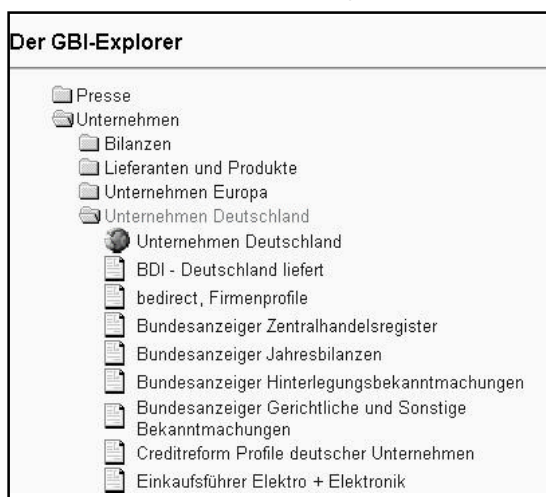 Der GBI-Explorer
Presse
Unternehmen
Bilanzen
Lieferanten und Produkte
Unternehmen Europa
Unternehmen Deutschland
Unternehmen Deutschland
BDI - Deutschland liefert
bedirect, Firmenprofile
Bundesanzeiger Zentralhandelsregister
Bundesanzeiger Jahresbilanzen
Bundesanzeiger Hinterlegungsbekanntmachungen
Bundesanzeiger Gerichtliche und Sonstige
Bekanntmachungen
Creditreform Profile deutscher Unternehmen
Einkaufsführer Elektro + Elektronik